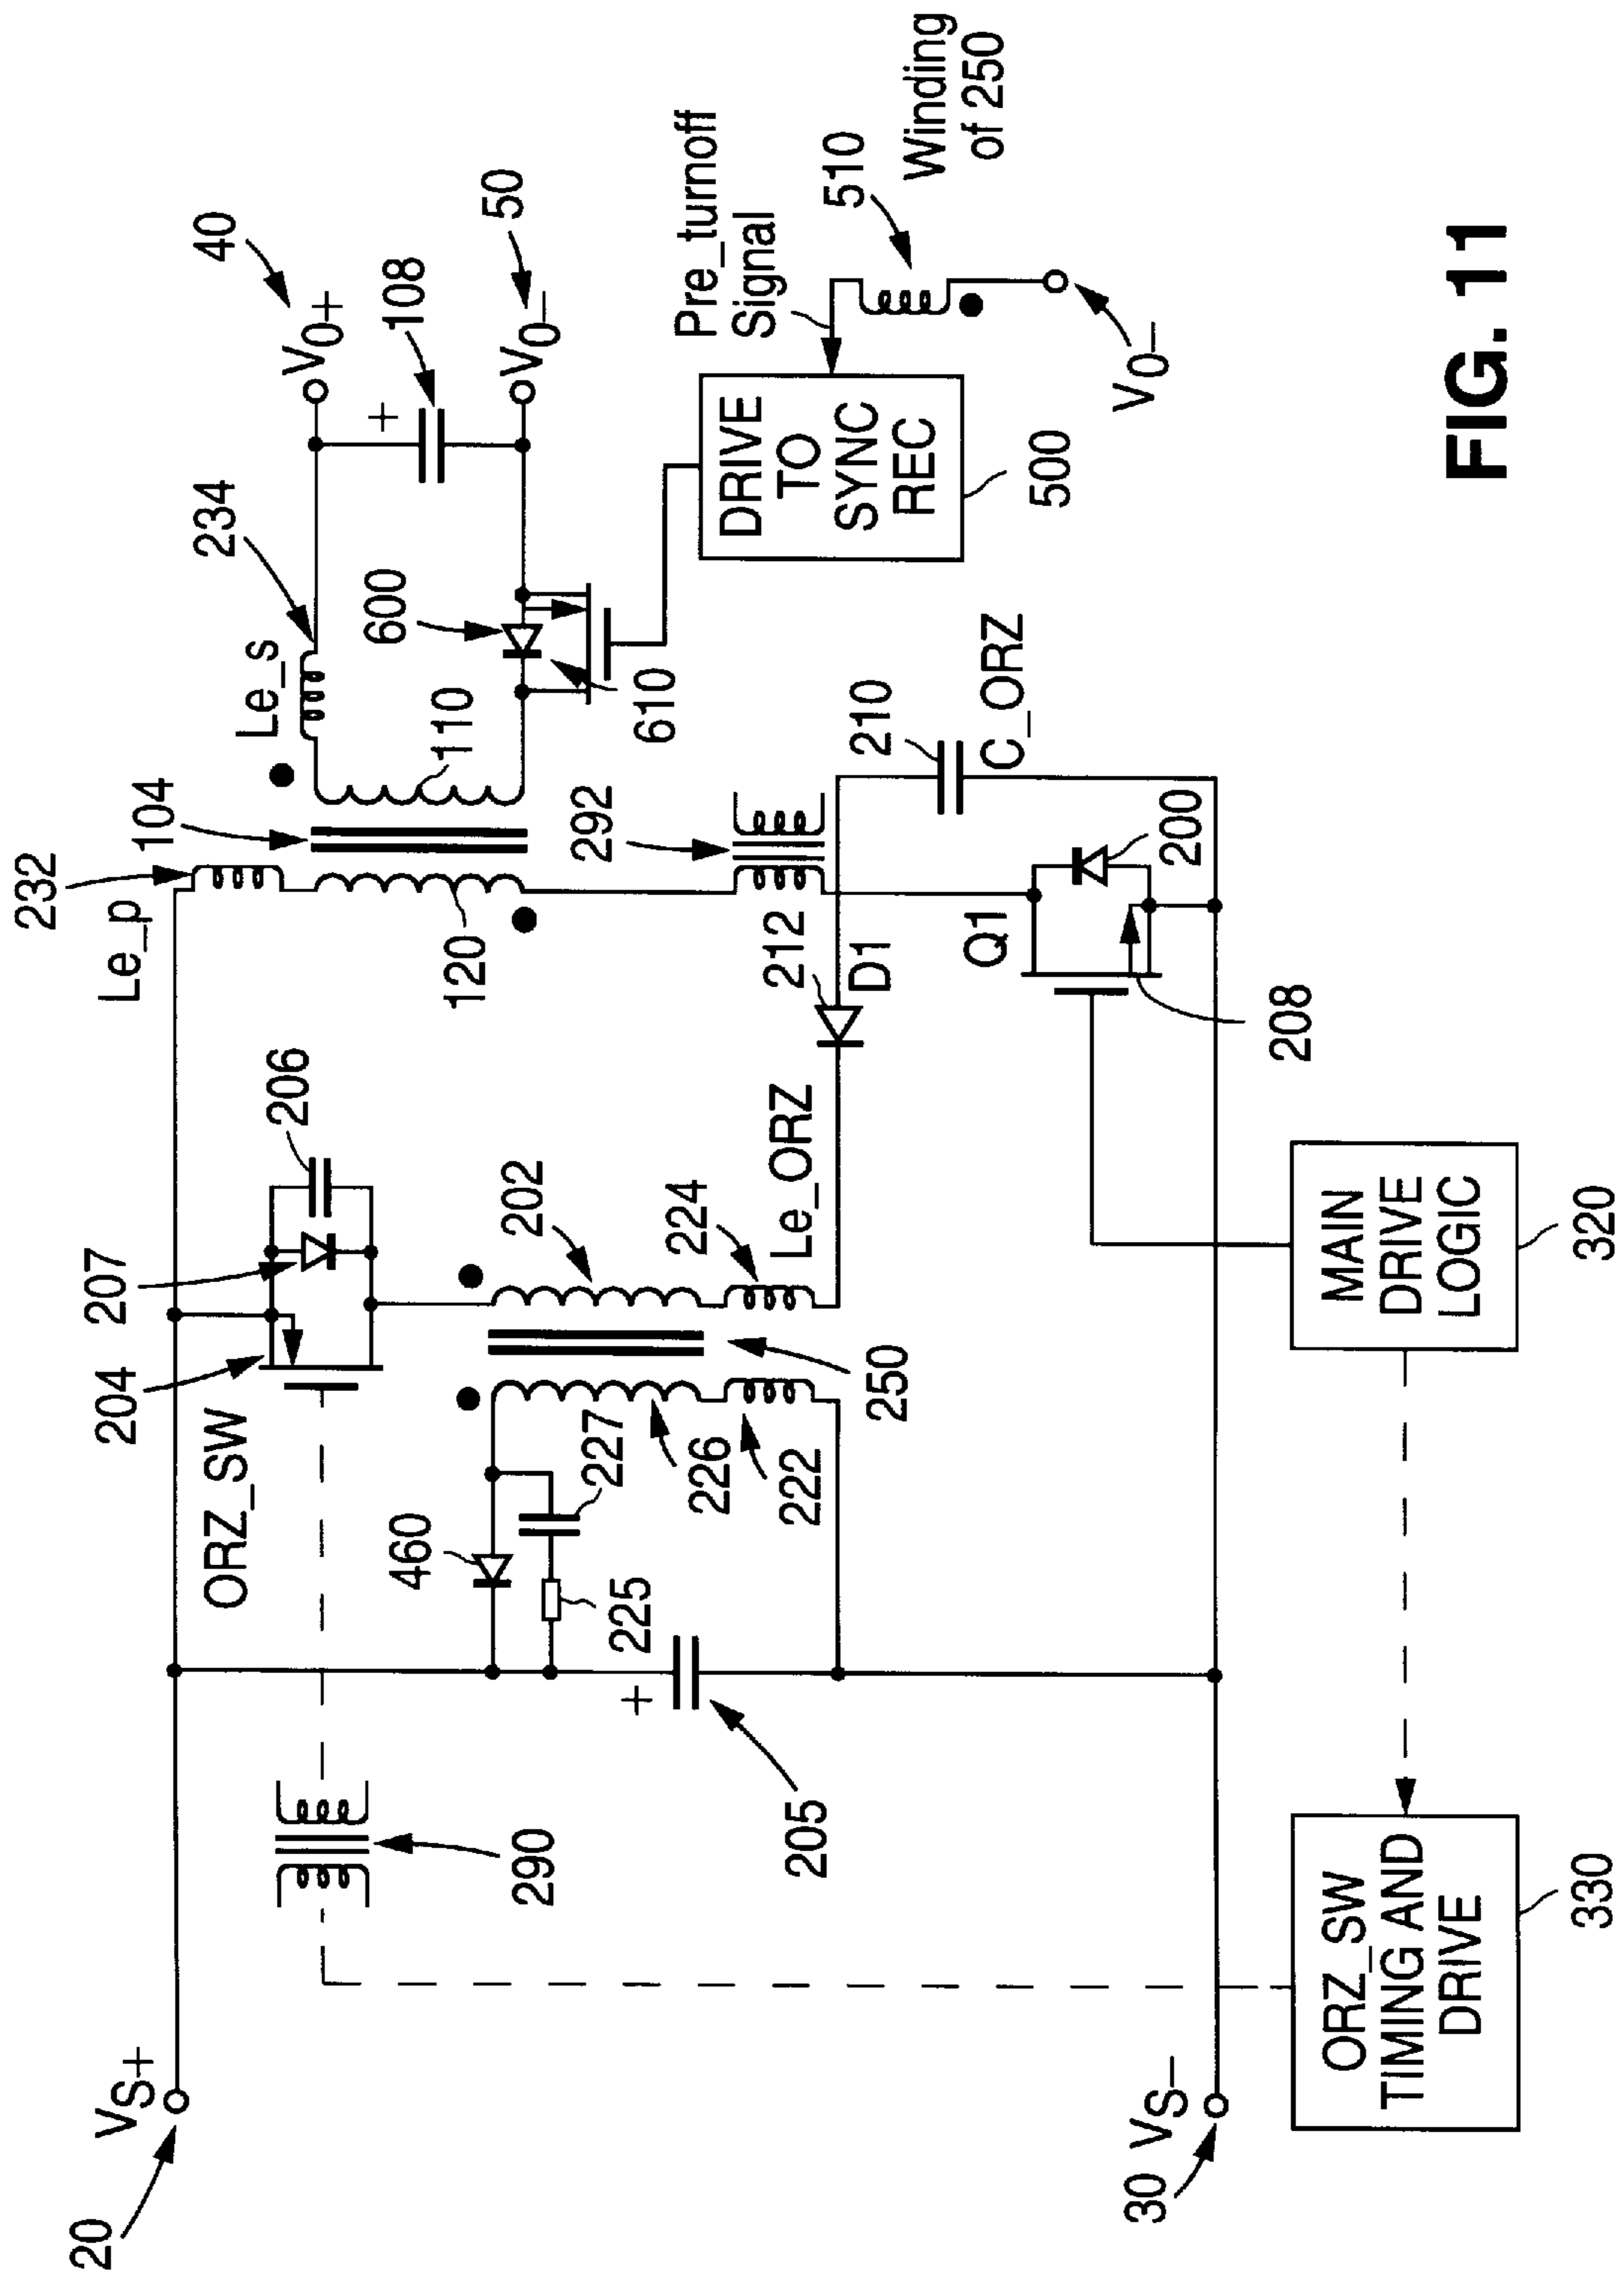 20
VS+
30 VS–
290
205
ORZ_SW
TIMING AND
DRIVE
330
ORZ_SW
204
207
206
460
225
227
226
222
250
202
224
Le_ORZ
MAIN
DRIVE
LOGIC
320
Le_p
232
104
120
110
292
212
D1
Q1
208
200
210
C_ORZ
Le_s
234
600
610
40
VO+
108
50
VO–
DRIVE
TO
SYNC
REC
500
Pre_turnoff
Signal
510
Winding
of 250
VO–
FIG. 11